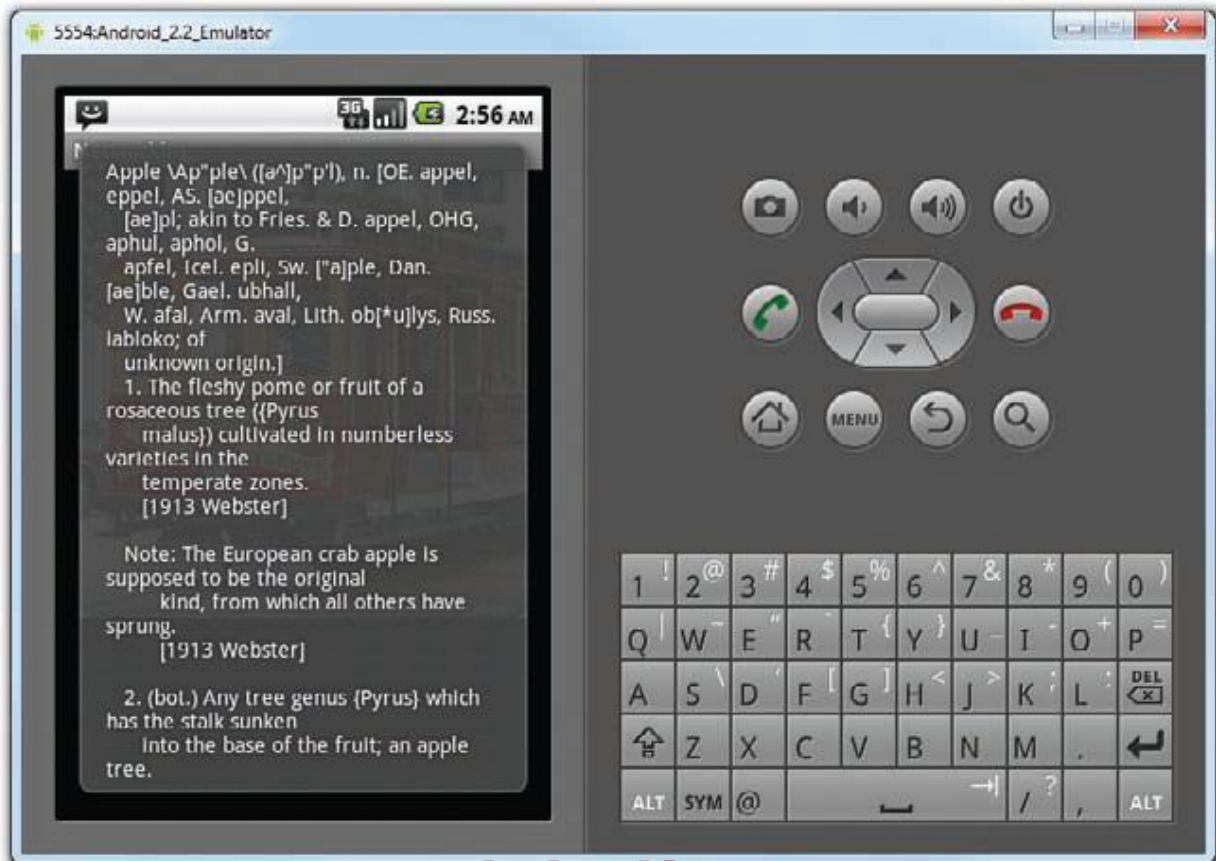 5554:Android_2.2_Emulator
3G 2:56 AM
Apple \Ap"ple\ ([a^]p"p'l), n. [OE. appel,
eppel, AS. [ae]ppel,
[ae]pl; akin to Fries. & D. appel, OHG,
aphul, aphol, G.
apfel, Icel. epli, Sw. ["a]ple, Dan.
[ae]ble, Gael. ubhall,
W. afal, Arm. aval, Lith. ob[*u]lys, Russ.
iabloko; of
unknown origin.]
1. The fleshy pome or fruit of a
rosaceous tree ({Pyrus
malus}) cultivated in numberless
varieties in the
temperate zones.
[1913 Webster]
Note: The European crab apple is
supposed to be the original
kind, from which all others have
sprung.
[1913 Webster]
2. (bot.) Any tree genus {Pyrus} which
has the stalk sunken
into the base of the fruit; an apple
tree.
MENU
1 ! 2 @ 3 # 4 $ 5 % 6 ^ 7 & 8 * 9 ( 0 )
Q | W ~ E " R ` T { Y } U _ I - O + P =
A S \ D ' F [ G ] H < J > K ; L : DEL
Z X C V B N M .
ALT SYM @ / ? , ALT